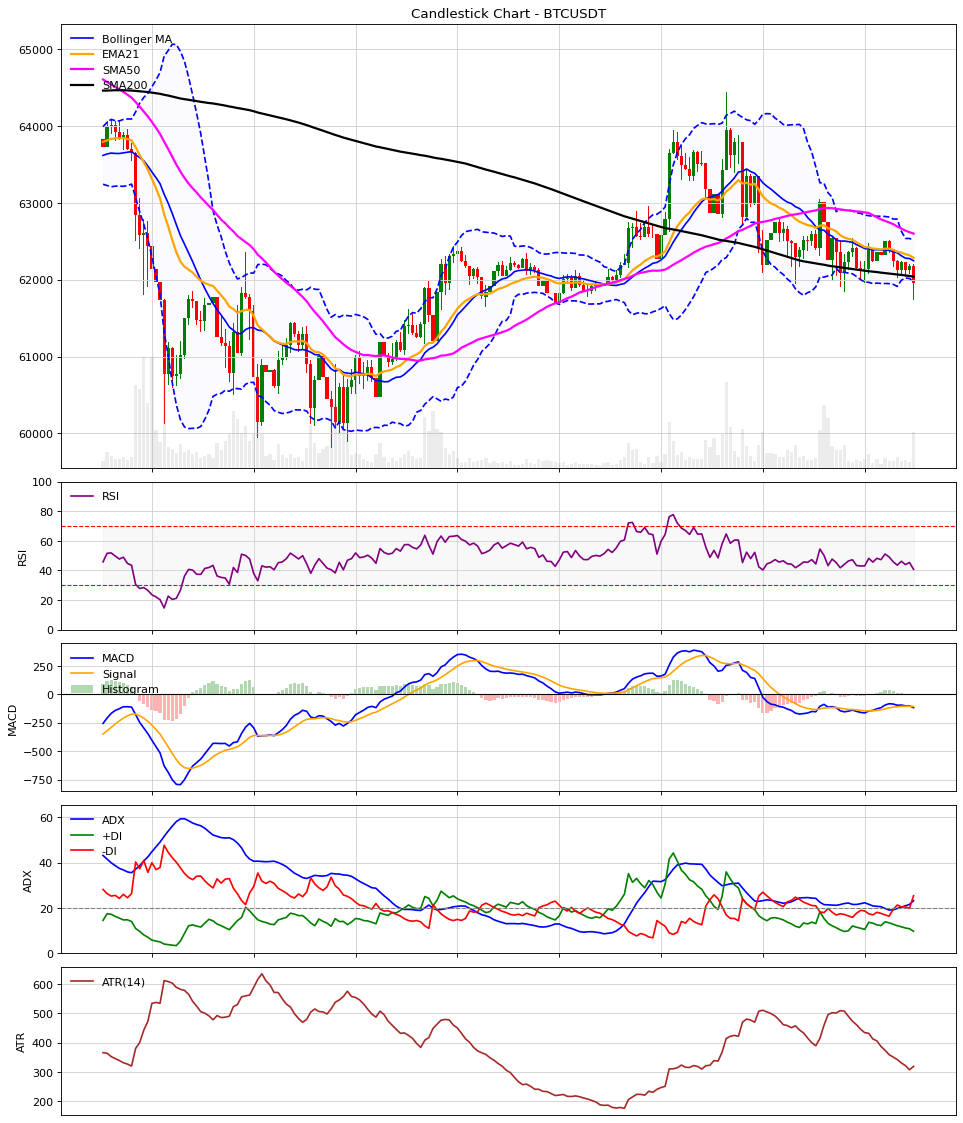 Candlestick Chart - BTCUSDT
65000
64000
63000
62000
61000
60000
Bollinger MA
EMA21
SMA50
SMA200
100
80
60
40
20
0
RSI
RSI
250
0
−250
−500
−750
MACD
MACD
Signal
Histogram
60
40
20
0
ADX
ADX
+DI
-DI
600
500
400
300
200
ATR
ATR(14)